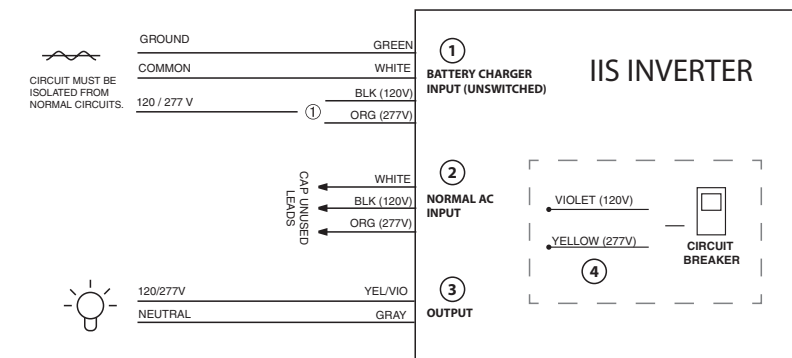 GROUND
GREEN
COMMON
WHITE
CIRCUIT MUST BE
ISOLATED FROM
NORMAL CIRCUITS.
120 / 277 V
①
BLK (120V)
ORG (277V)
1
BATTERY CHARGER
INPUT (UNSWITCHED)
IIS INVERTER
CAP UNUSED
LEADS
WHITE
BLK (120V)
ORG (277V)
2
NORMAL AC
INPUT
VIOLET (120V)
YELLOW (277V)
4
CIRCUIT
BREAKER
120/277V
YEL/VIO
NEUTRAL
GRAY
3
OUTPUT